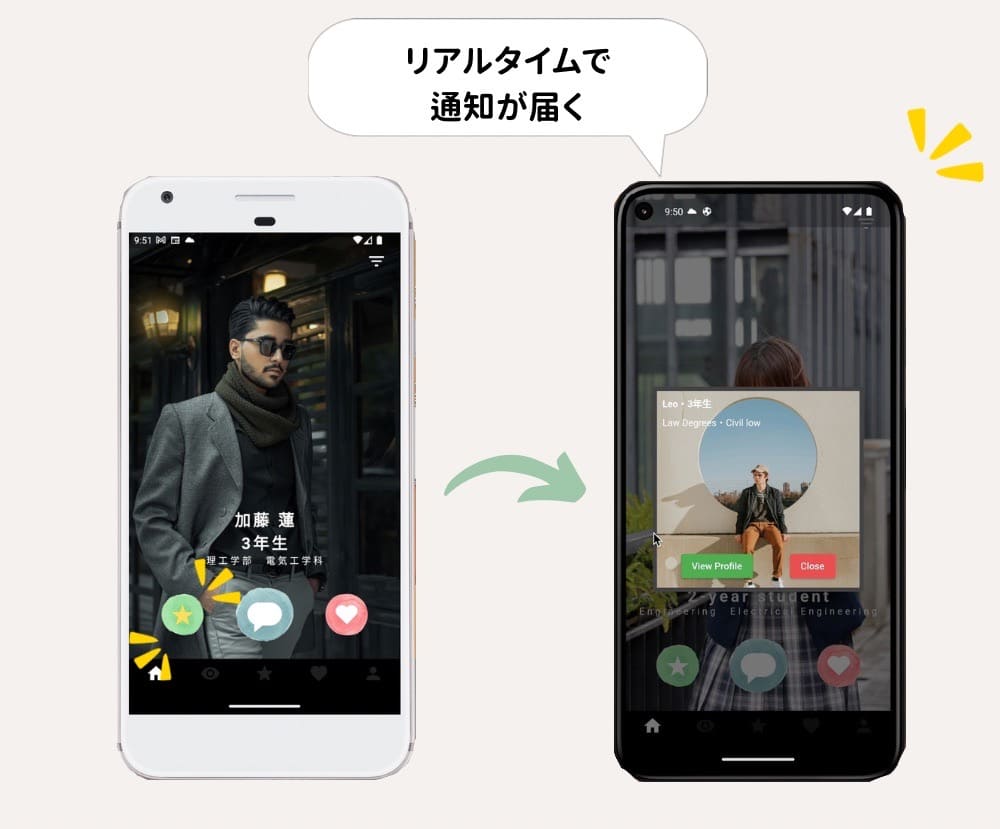 リアルタイムで
通知が届く
9:51
加藤 蓮
3年生
理工学部 電気工学科
9:50
Leo・3年生
Law Degrees・Civil low
View Profile
Close
2-year student
Engineering Electrical Engineering